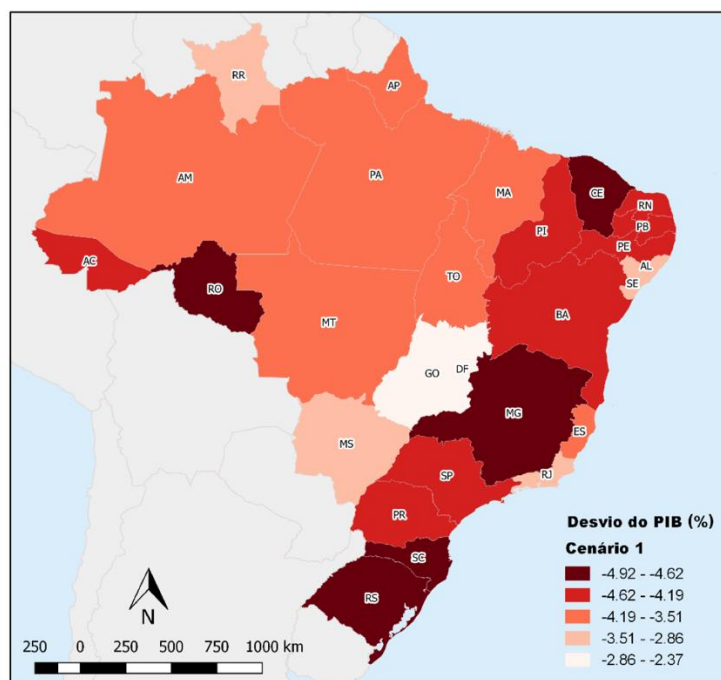 RR
AP
AM
PA
MA
CE
RN
PB
PI
PE
AC
AL
TO
SE
RO
BA
MT
GO
DF
MG
MS
ES
SP
RJ
PR
SC
RS
Desvio do PIB (%)
Cenário 1
-4.92 - -4.62
-4.62 - -4.19
-4.19 - -3.51
-3.51 - -2.86
-2.86 - -2.37
N
250 0 250 500 750 1000 km